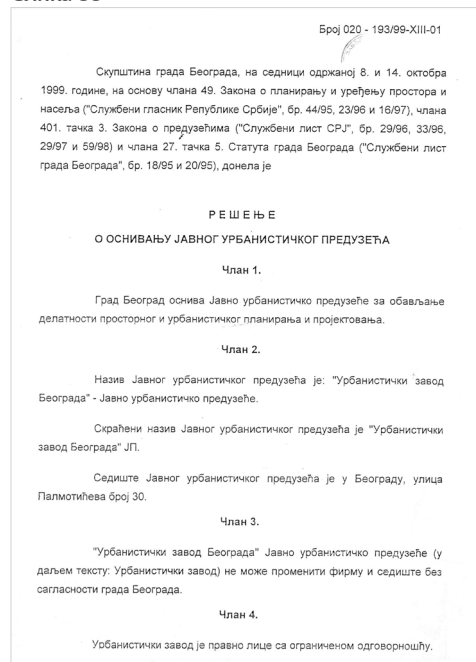 Број 020 - 193/99-XIII-01
Скупштина града Београда, на седници одржаној 8. и 14. октобра
1999. године, на основу члана 49. Закона о планирању и уређењу простора и
насеља ("Службени гласник Републике Србије", бр. 44/95, 23/96 и 16/97), члана
401. тачка 3. Закона о предузећима ("Службени лист СРЈ", бр. 29/96, 33/96,
29/97 и 59/98) и члана 27. тачка 5. Статута града Београда ("Службени лист
града Београда", бр. 18/95 и 20/95), донела је
Р Е Ш Е Њ Е
О ОСНИВАЊУ ЈАВНОГ УРБАНИСТИЧКОГ ПРЕДУЗЕЋА
Члан 1.
Град Београд оснива Јавно урбанистичко предузеће за обављање
делатности просторног и урбанистичког планирања и пројектовања.
Члан 2.
Назив Јавног урбанистичког предузећа је: "Урбанистички завод
Београда" - Јавно урбанистичко предузеће.
Скраћени назив Јавног урбанистичког предузећа је "Урбанистички
завод Београда" ЈП.
Седиште Јавног урбанистичког предузећа је у Београду, улица
Палмотићева број 30.
Члан 3.
"Урбанистички завод Београда" Јавно урбанистичко предузеће (у
даљем тексту: Урбанистички завод) не може променити фирму и седиште без
сагласности града Београда.
Члан 4.
Урбанистички завод је правно лице са ограниченом одговорношћу.